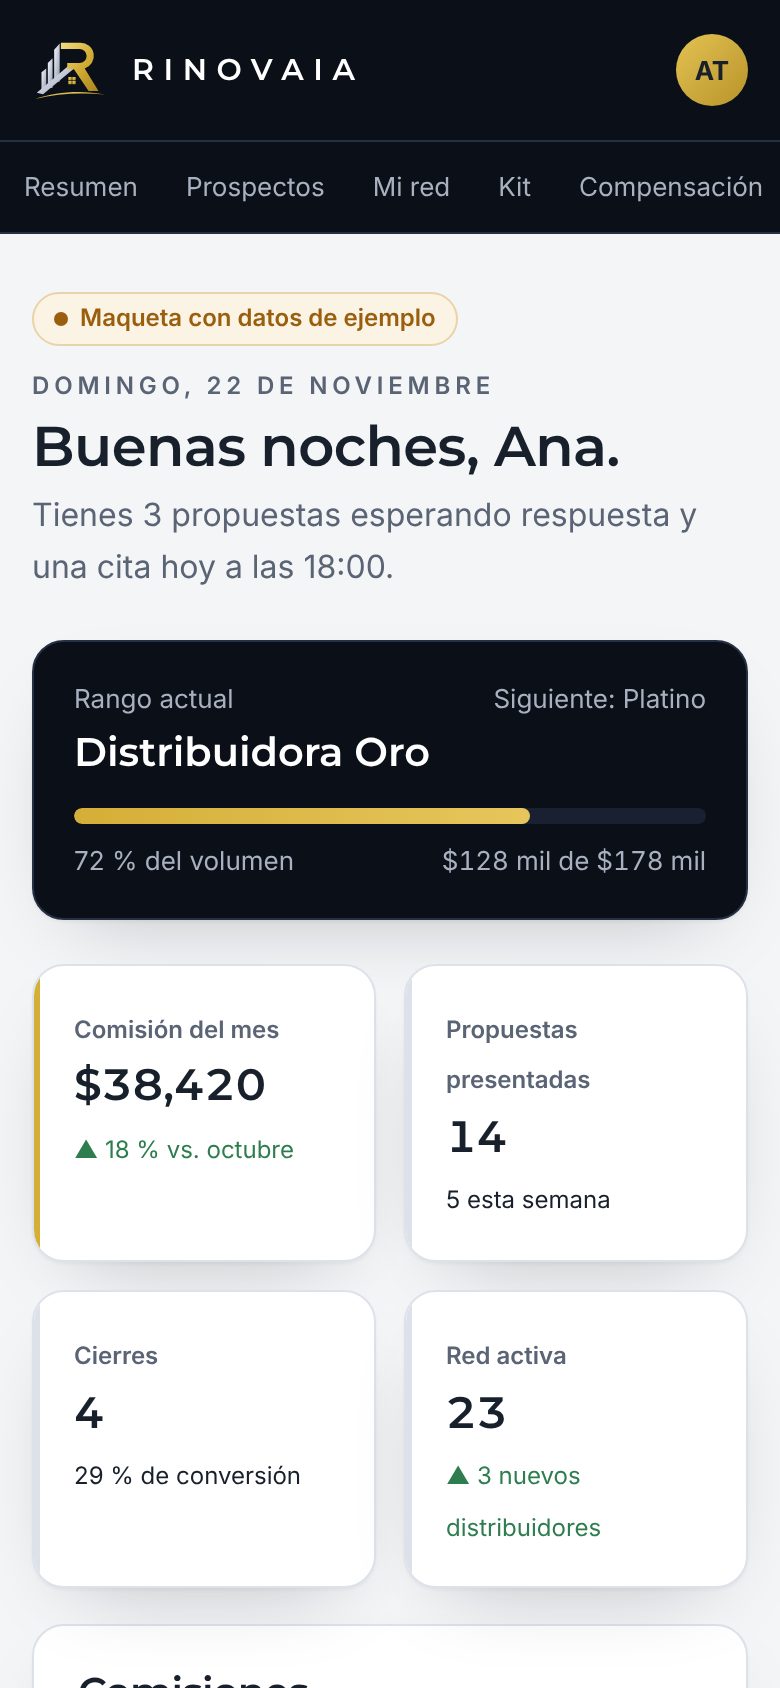 RINOVAIA
AT
Resumen Prospectos Mi red Kit Compensación
Maqueta con datos de ejemplo
DOMINGO, 22 DE NOVIEMBRE
Buenas noches, Ana.
Tienes 3 propuestas esperando respuesta y
una cita hoy a las 18:00.
Rango actual
Siguiente: Platino
Distribuidora Oro
72 % del volumen
$128 mil de $178 mil
Comisión del mes
$38,420
▲ 18 % vs. octubre
Propuestas
presentadas
14
5 esta semana
Cierres
4
29 % de conversión
Red activa
23
▲ 3 nuevos
distribuidores
Comisiones